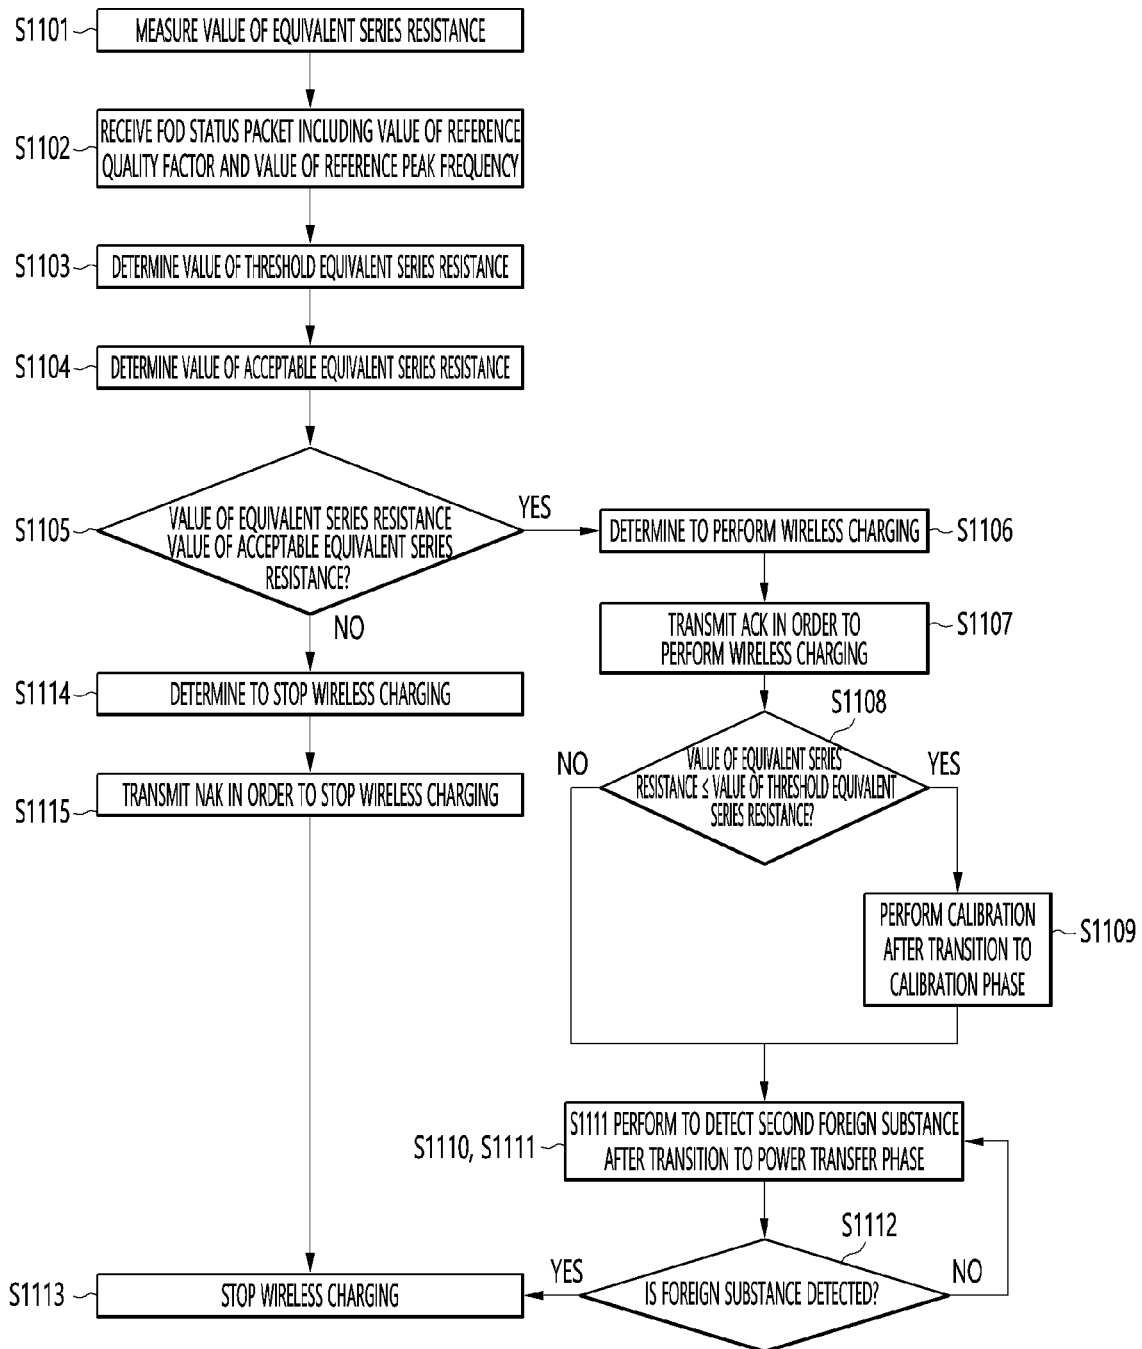 S1101
MEASURE VALUE OF EQUIVALENT SERIES RESISTANCE
S1102
RECEIVE FOD STATUS PACKET INCLUDING VALUE OF REFERENCE
QUALITY FACTOR AND VALUE OF REFERENCE PEAK FREQUENCY
S1103
DETERMINE VALUE OF THRESHOLD EQUIVALENT SERIES RESISTANCE
S1104
DETERMINE VALUE OF ACCEPTABLE EQUIVALENT SERIES RESISTANCE
S1105
VALUE OF EQUIVALENT SERIES RESISTANCE
VALUE OF ACCEPTABLE EQUIVALENT SERIES
RESISTANCE?
YES
NO
DETERMINE TO PERFORM WIRELESS CHARGING
S1106
TRANSMIT ACK IN ORDER TO
PERFORM WIRELESS CHARGING
S1107
S1114
DETERMINE TO STOP WIRELESS CHARGING
S1115
TRANSMIT NAK IN ORDER TO STOP WIRELESS CHARGING
S1108
NO
VALUE OF EQUIVALENT SERIES
RESISTANCE ≤ VALUE OF THRESHOLD EQUIVALENT
SERIES RESISTANCE?
YES
PERFORM CALIBRATION
AFTER TRANSITION TO
CALIBRATION PHASE
S1109
S1110, S1111
S1111 PERFORM TO DETECT SECOND FOREIGN SUBSTANCE
AFTER TRANSITION TO POWER TRANSFER PHASE
S1112
YES
IS FOREIGN SUBSTANCE DETECTED?
NO
S1113
STOP WIRELESS CHARGING